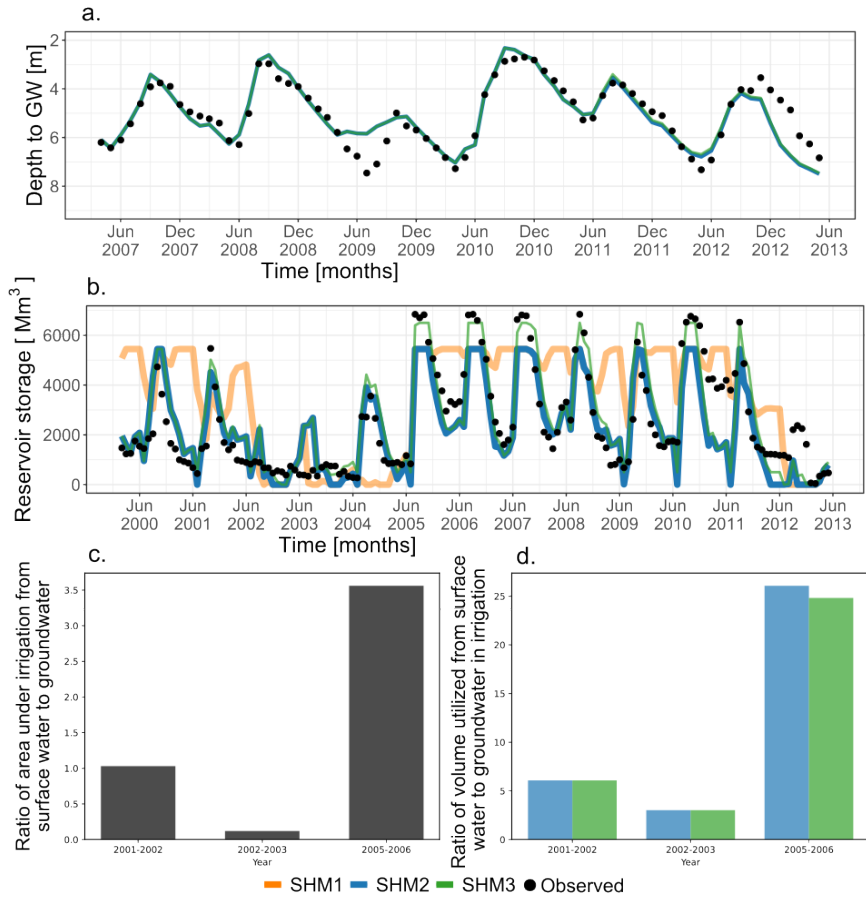 a.
Depth to GW [m]
2
4
6
8
Jun Dec Jun Dec Jun Dec Jun Dec Jun Dec Jun Dec Jun
2007 2007 2008 2008 2009 2009 2010 2010 2011 2011 2012 2012 2013
Time [months]
b.
Reservoir storage [ Mm³ ]
6000
4000
2000
0
Jun Jun Jun Jun Jun Jun Jun Jun Jun Jun Jun Jun Jun Jun
2000 2001 2002 2003 2004 2005 2006 2007 2008 2009 2010 2011 2012 2013
Time [months]
c.
Ratio of area under irrigation from
surface water to groundwater
3.5
3.0
2.5
2.0
1.5
1.0
0.5
0.0
2001-2002 2002-2003 2005-2006
Year
d.
Ratio of volume utilized from surface
water to groundwater in irrigation
25
20
15
10
5
0
2001-2002 2002-2003 2005-2006
Year
SHM1 SHM2 SHM3 Observed